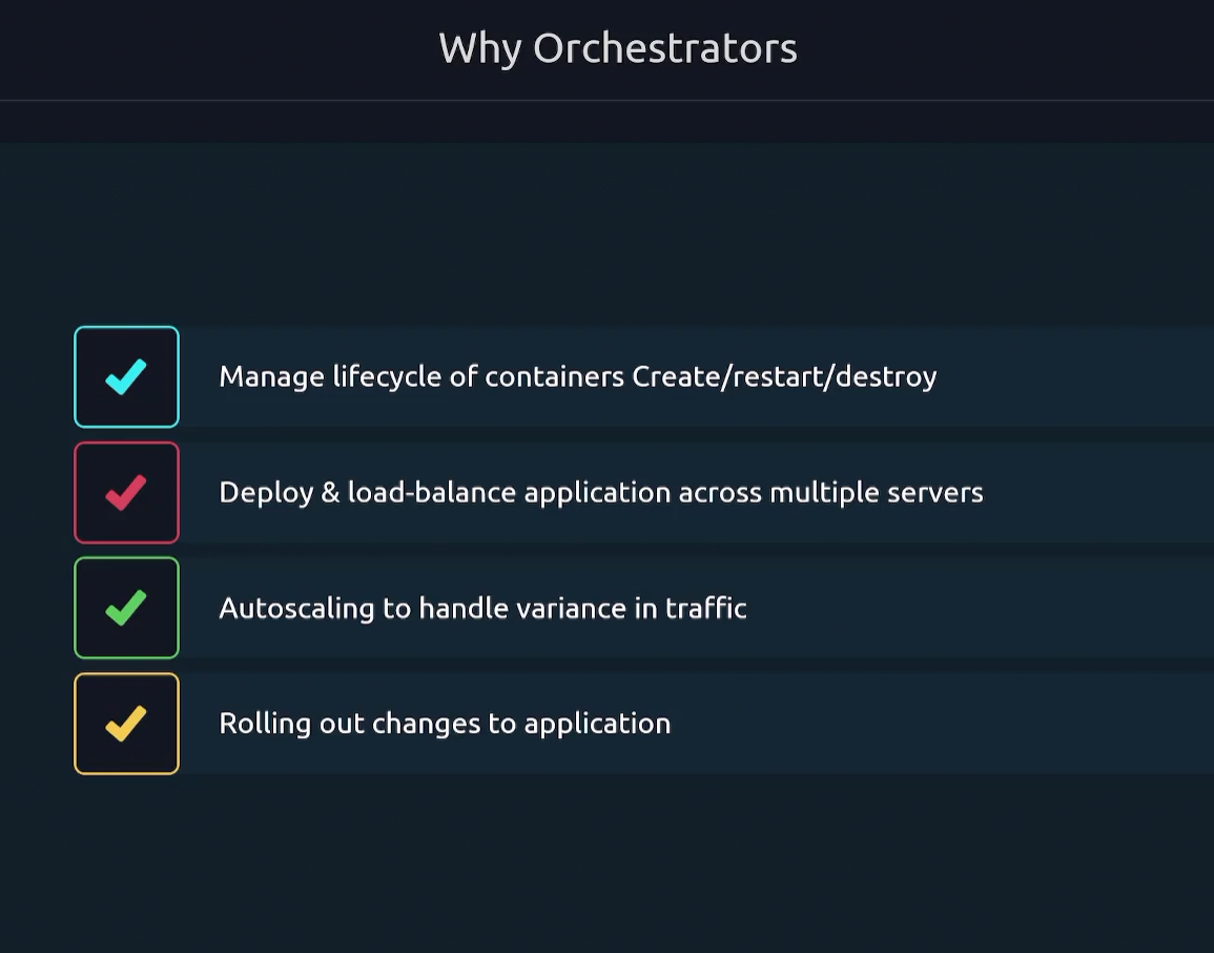 Why Orchestrators
Manage lifecycle of containers Create/restart/destroy
Deploy & load-balance application across multiple servers
Autoscaling to handle variance in traffic
Rolling out changes to application